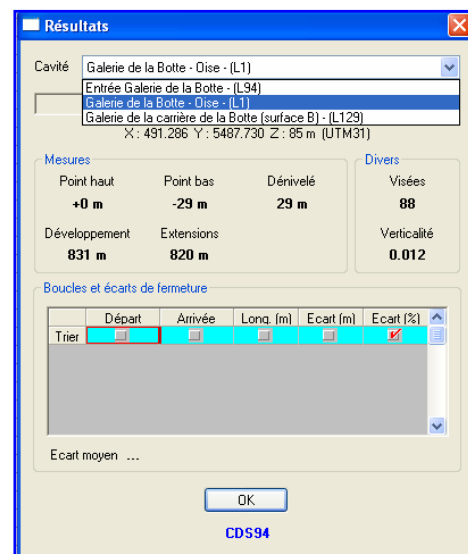 Résultats
Cavité Galerie de la Botte - Oise - (L1)
Entrée Galerie de la Botte - (L94)
Galerie de la Botte - Oise - (L1)
Galerie de la carrière de la Botte (surface B) - (L129)
X : 491.286 Y : 5487.730 Z : 85 m (UTM31)
Mesures
Point haut Point bas Dénivelé
+0 m -29 m 29 m
Développement Extensions
831 m 820 m
Divers
Visées
88
Verticalité
0.012
Boucles et écarts de fermeture
Départ Arrivée Long. (m) Ecart (m) Ecart (%)
Trier
Ecart moyen ...
OK
CDS94